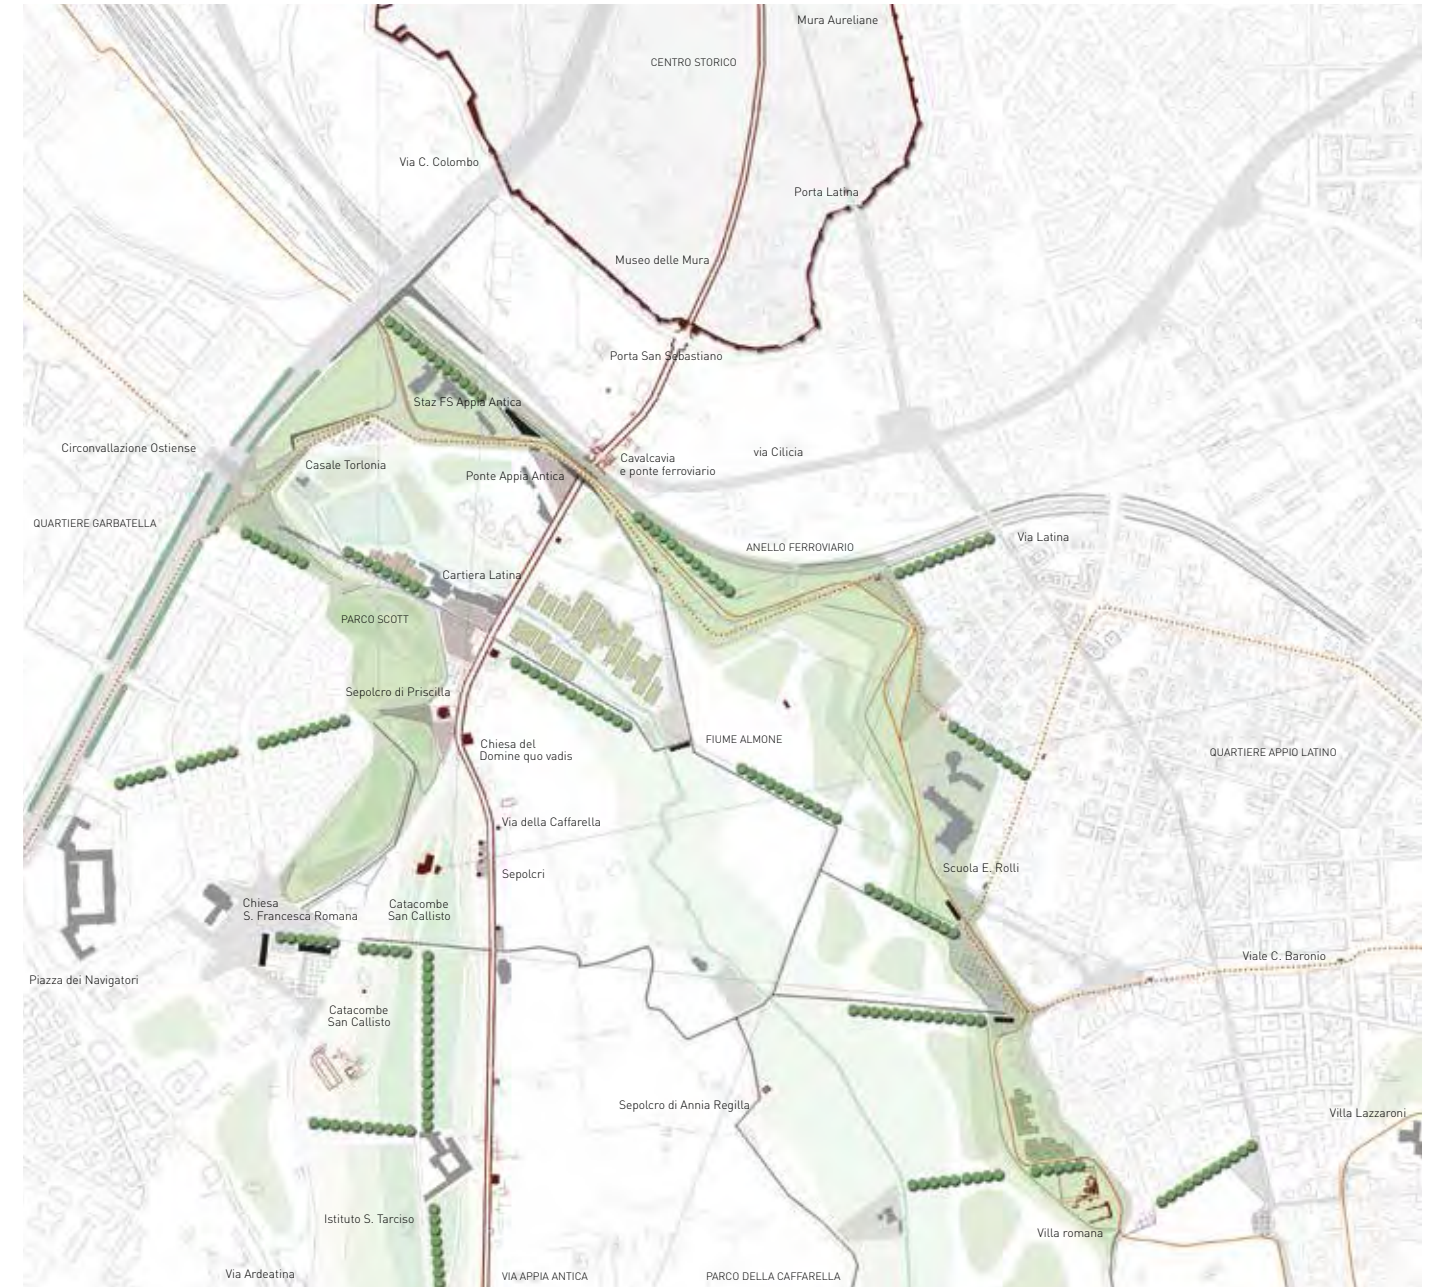 Mura Aureliane
CENTRO STORICO
Via C. Colombo
Porta Latina
Museo delle Mura
Porta San Sebastiano
Staz FS Appia Antica
Circonvallazione Ostiense
Casale Torlonia
Ponte Appia Antica
Cavalcavia
e ponte ferroviario
via Cilicia
QUARTIERE GARBATELLA
ANELLO FERROVIARIO
Via Latina
Cartiera Latina
PARCO SCOTT
Sepolcro di Priscilla
Chiesa del
Domine quo vadis
FIUME ALMONE
QUARTIERE APPIO LATINO
Via della Caffarella
Sepolcri
Scuola E. Rolli
Chiesa
S. Francesca Romana
Catacombe
San Callisto
Piazza dei Navigatori
Viale C. Baronio
Catacombe
San Callisto
Sepolcro di Annia Regilla
Villa Lazzaroni
Istituto S. Tarciso
Villa romana
Via Ardeatina
VIA APPIA ANTICA
PARCO DELLA CAFFARELLA